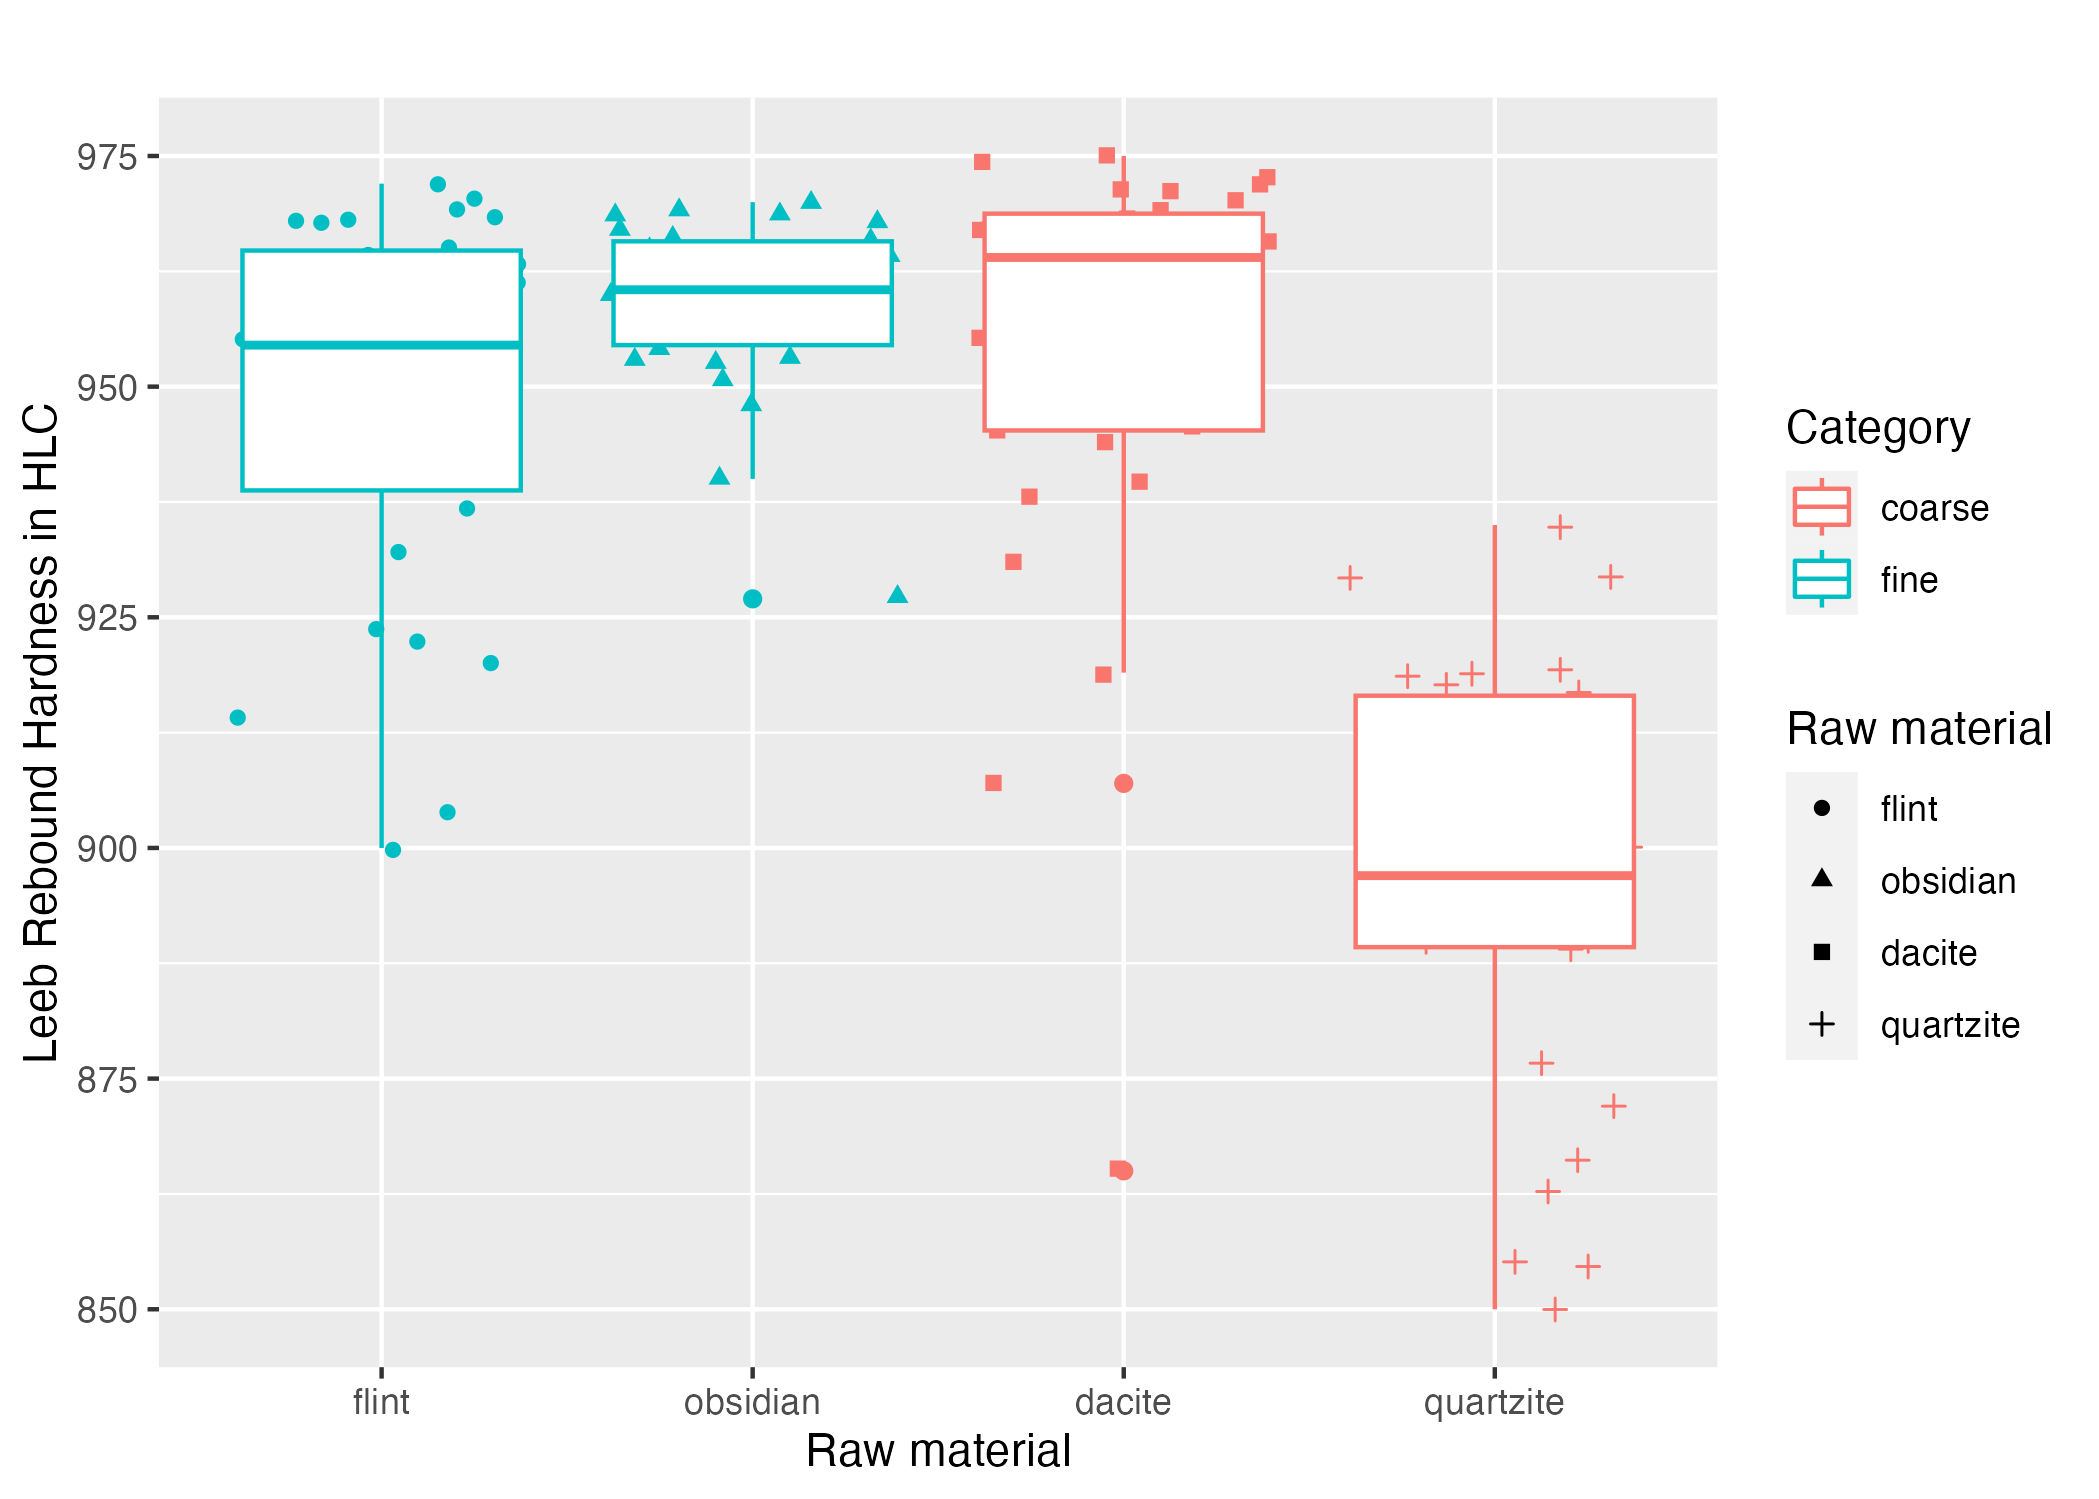 975
950
925
900
875
850
Leeb Rebound Hardness in HLC
flint
obsidian
dacite
quartzite
Raw material
Category
coarse
fine
Raw material
flint
obsidian
dacite
quartzite